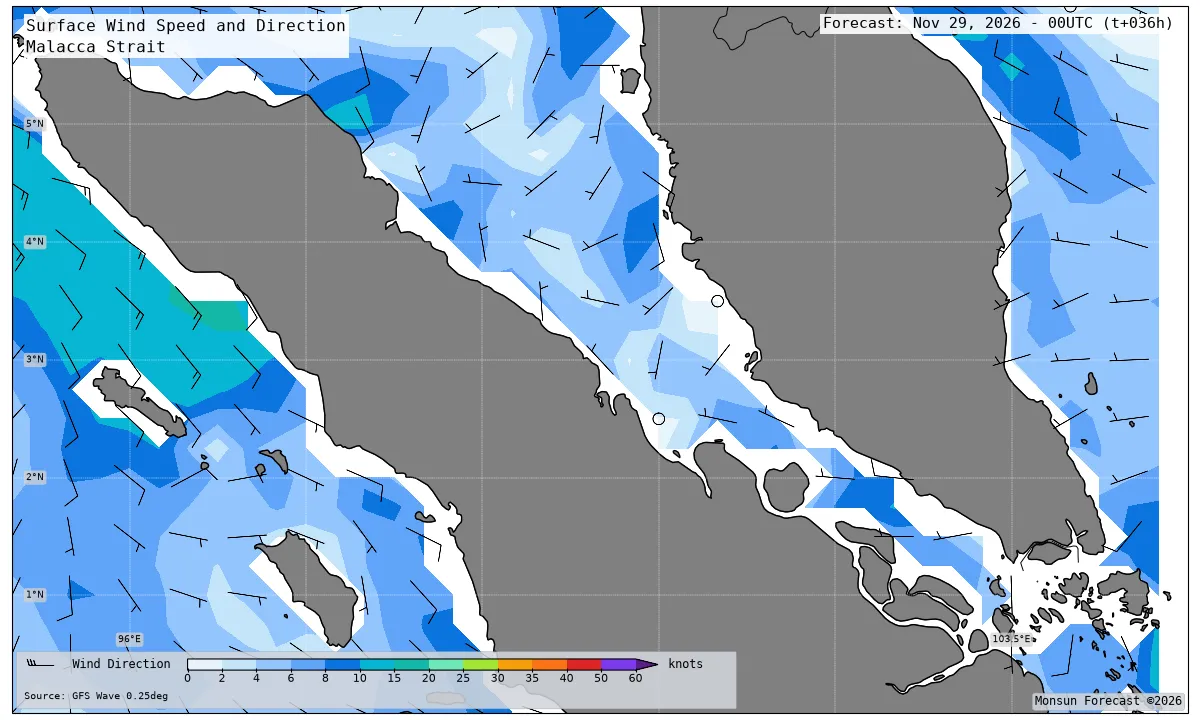 Surface Wind Speed and Direction
Malacca Strait
Forecast: Nov 29, 2026 - 00UTC (t+036h)
5°N
4°N
3°N
2°N
1°N
96°E
103.5°E
Wind Direction
0 2 4 6 8 10 15 20 25 30 35 40 50 60
knots
Source: GFS Wave 0.25deg
Monsun Forecast ©2026